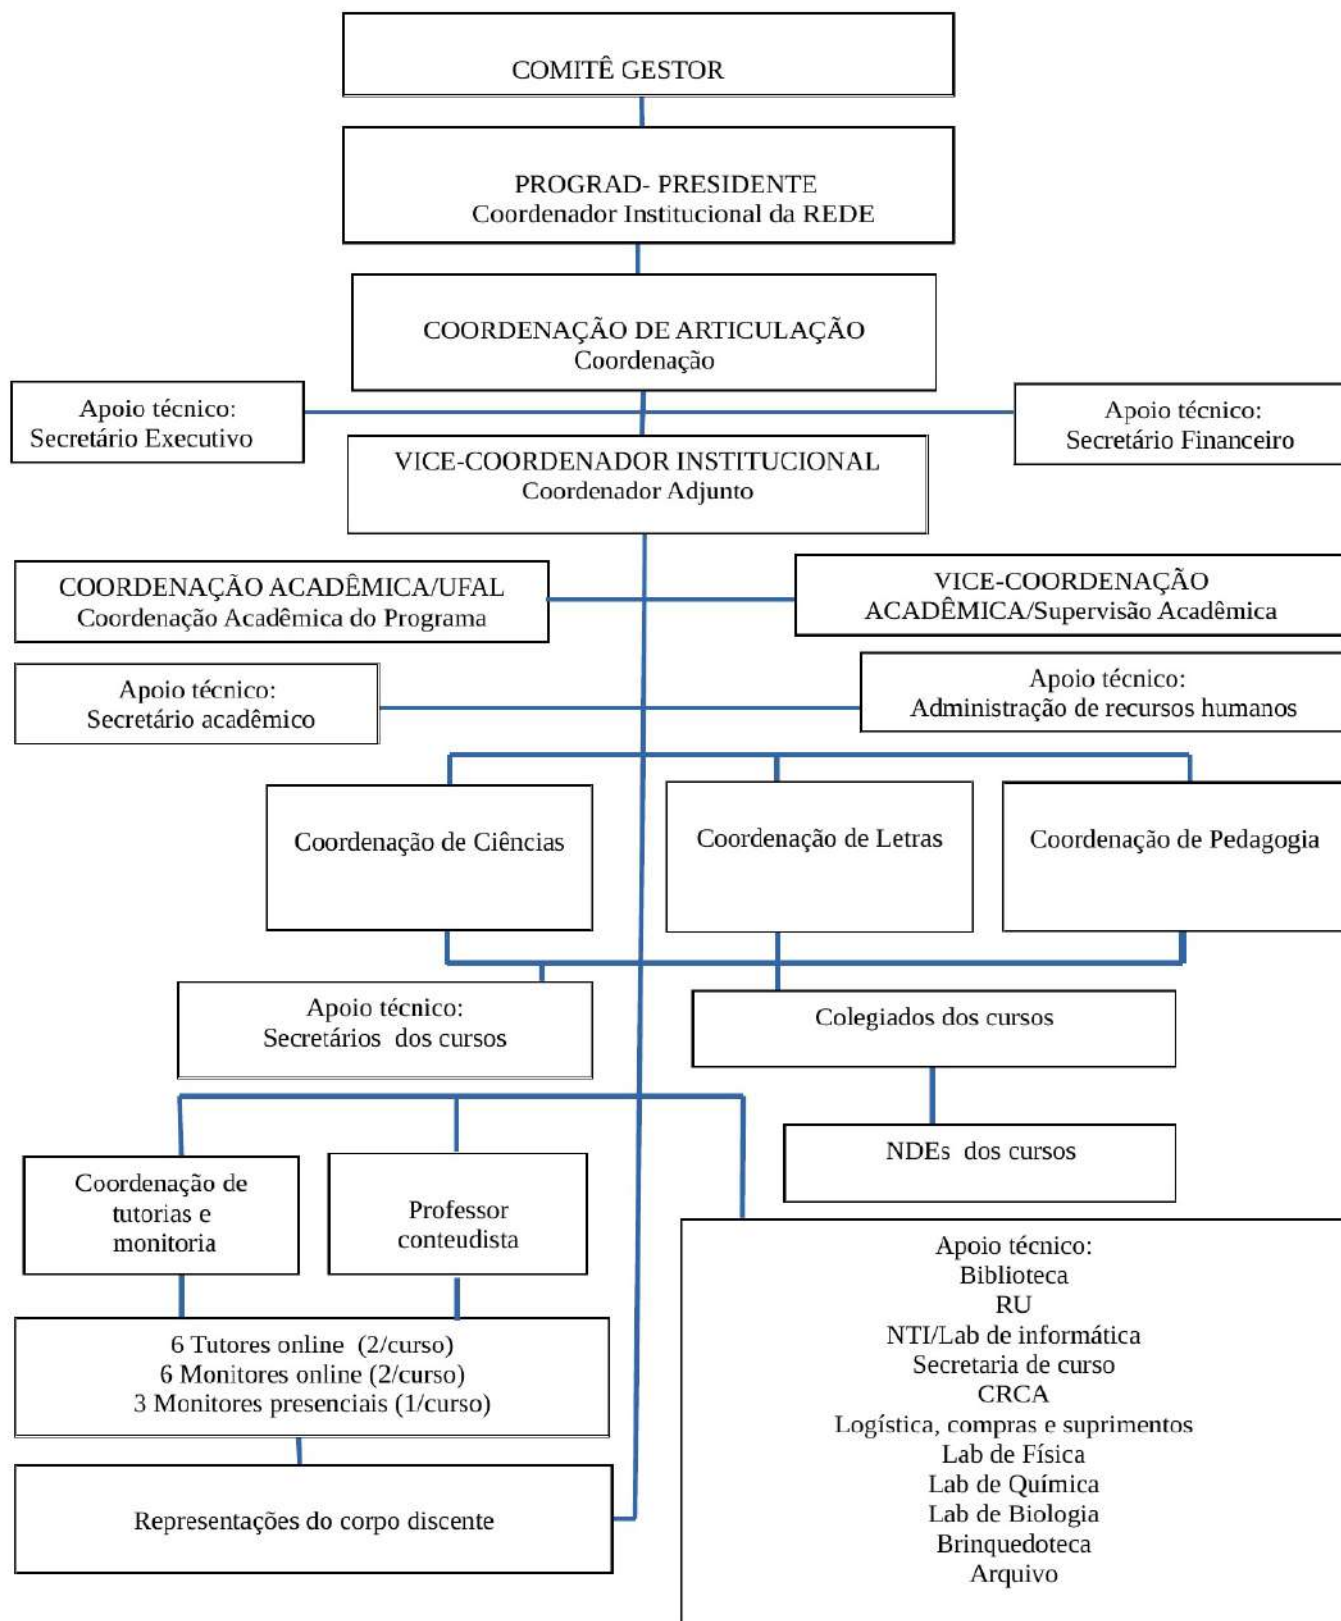 COMITÊ GESTOR
PROGRAD- PRESIDENTE
Coordenador Institucional da REDE
COORDENAÇÃO DE ARTICULAÇÃO
Coordenação
Apoio técnico:
Secretário Executivo
Apoio técnico:
Secretário Financeiro
VICE-COORDENADOR INSTITUCIONAL
Coordenador Adjunto
COORDENAÇÃO ACADÊMICA/UFAL
Coordenação Acadêmica do Programa
VICE-COORDENAÇÃO
ACADÊMICA/Supervisão Acadêmica
Apoio técnico:
Secretário acadêmico
Apoio técnico:
Administração de recursos humanos
Coordenação de Ciências
Coordenação de Letras
Coordenação de Pedagogia
Apoio técnico:
Secretários dos cursos
Colegiados dos cursos
NDEs dos cursos
Coordenação de
tutorias e
monitoria
Professor
conteudista
6 Tutores online (2/curso)
6 Monitores online (2/curso)
3 Monitores presenciais (1/curso)
Representações do corpo discente
Apoio técnico:
Biblioteca
RU
NTI/Lab de informática
Secretaria de curso
CRCA
Logística, compras e suprimentos
Lab de Física
Lab de Química
Lab de Biologia
Brinquedoteca
Arquivo